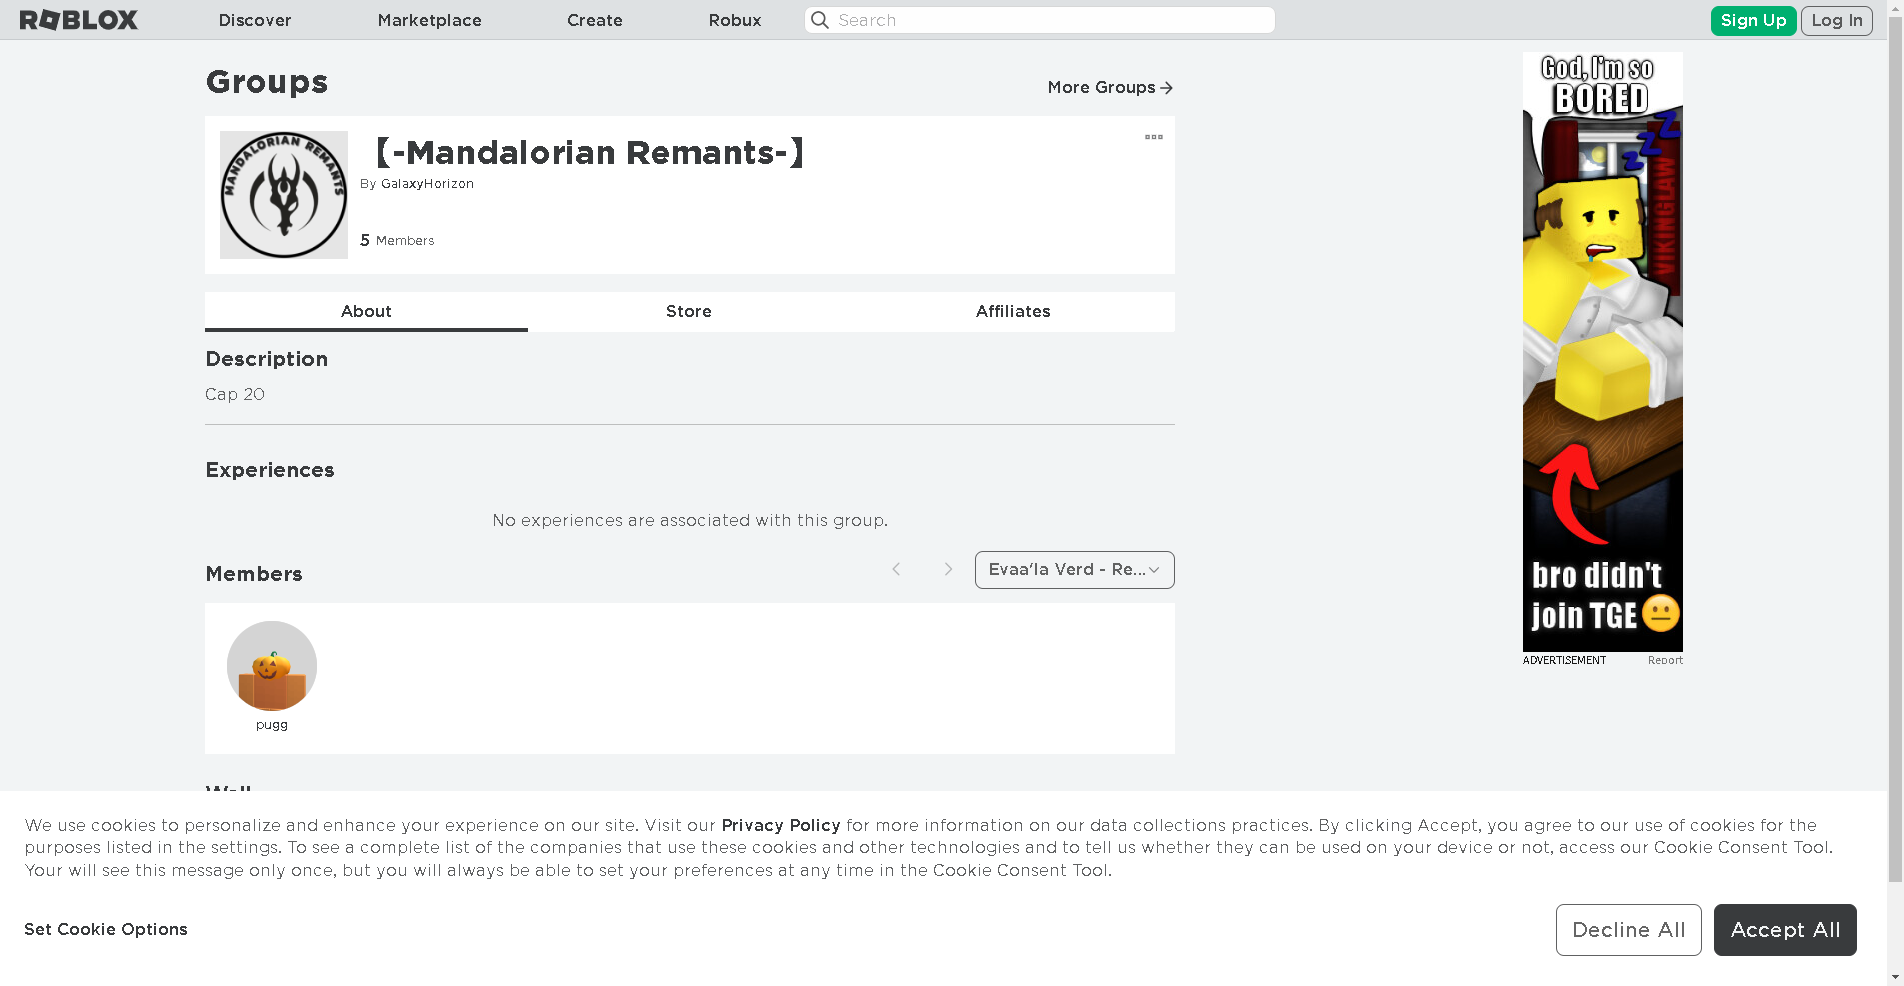 ROBLOX
Discover
Marketplace
Create
Robux
Search
Sign Up
Log In
Groups
More Groups
MANDALORIAN REMANTS
【-Mandalorian Remants-】
By GalaxyHorizon
5 Members
About
Store
Affiliates
Description
Cap 20
Experiences
No experiences are associated with this group.
Members
Evaa'la Verd - Re...
pugg
Wall
God, I'm so
BORED
ZZZ
VIKINGLAW
bro didn't
join TGE
ADVERTISEMENT
Report
We use cookies to personalize and enhance your experience on our site. Visit our Privacy Policy for more information on our data collections practices. By clicking Accept, you agree to our use of cookies for the
purposes listed in the settings. To see a complete list of the companies that use these cookies and other technologies and to tell us whether they can be used on your device or not, access our Cookie Consent Tool.
Your will see this message only once, but you will always be able to set your preferences at any time in the Cookie Consent Tool.
Set Cookie Options
Decline All
Accept All